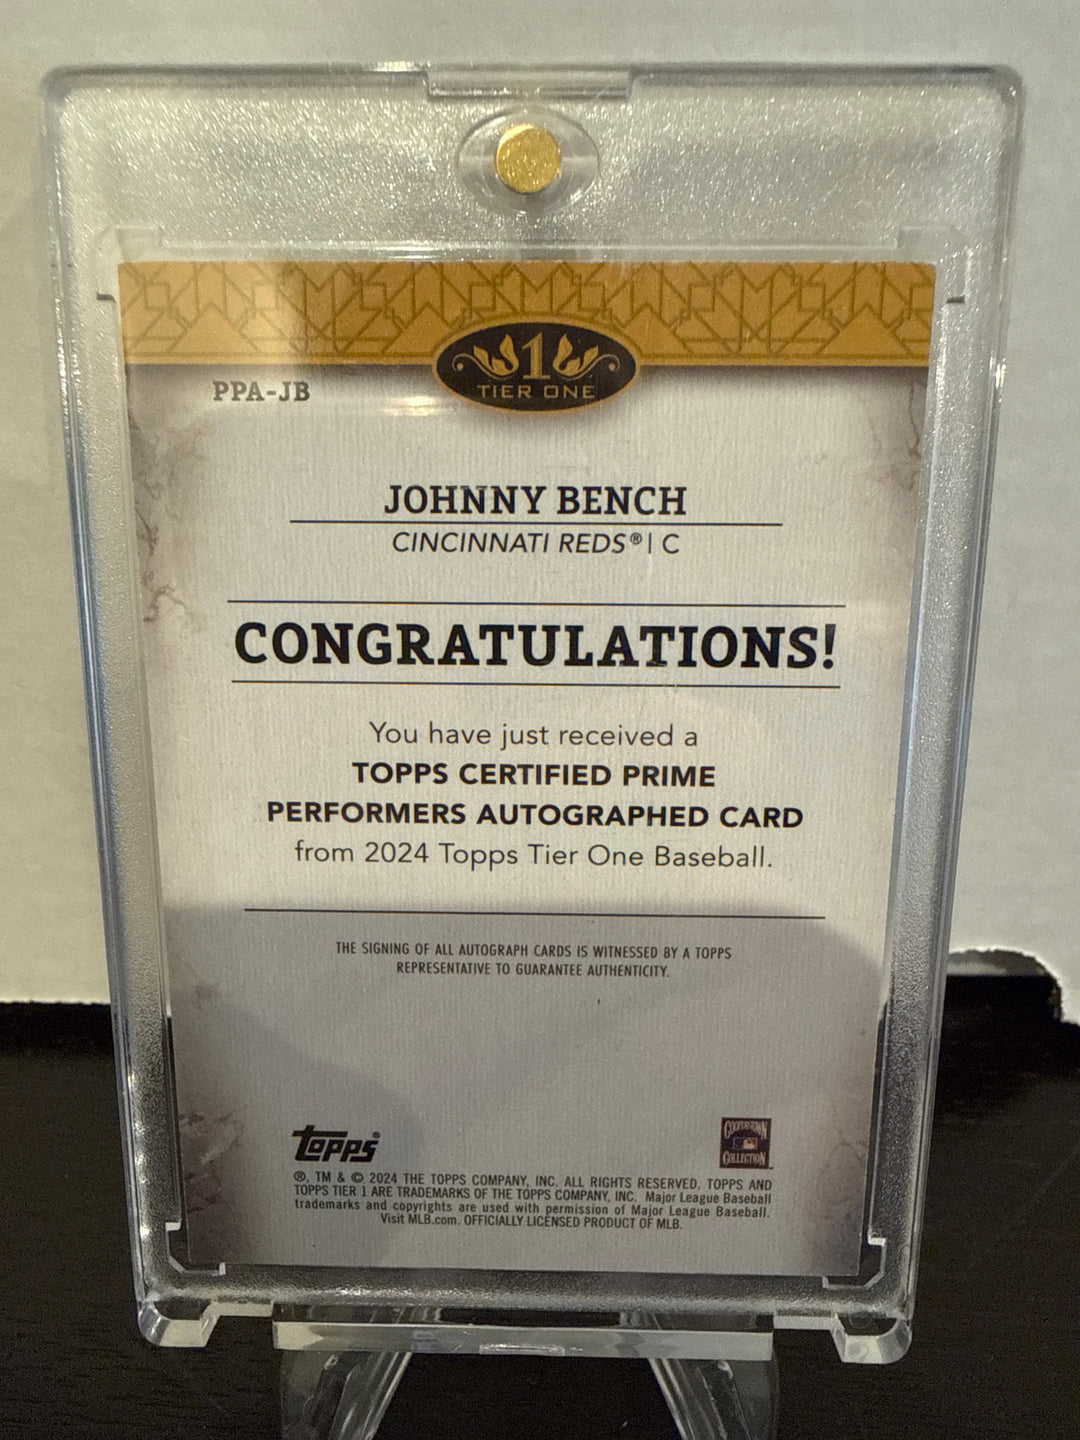 1
TIER ONE
PPA-JB
JOHNNY BENCH
CINCINNATI REDS® | C
CONGRATULATIONS!
You have just received a
TOPPS CERTIFIED PRIME
PERFORMERS AUTOGRAPHED CARD
from 2024 Topps Tier One Baseball.
THE SIGNING OF ALL AUTOGRAPH CARDS IS WITNESSED BY A TOPPS
REPRESENTATIVE TO GUARANTEE AUTHENTICITY.
topps®
COOPERSTOWN
COLLECTION
®, TM & © 2024 THE TOPPS COMPANY, INC. ALL RIGHTS RESERVED. TOPPS AND
TOPPS TIER 1 ARE TRADEMARKS OF THE TOPPS COMPANY, INC. Major League Baseball
trademarks and copyrights are used with permission of Major League Baseball.
Visit MLB.com. OFFICIALLY LICENSED PRODUCT OF MLB.